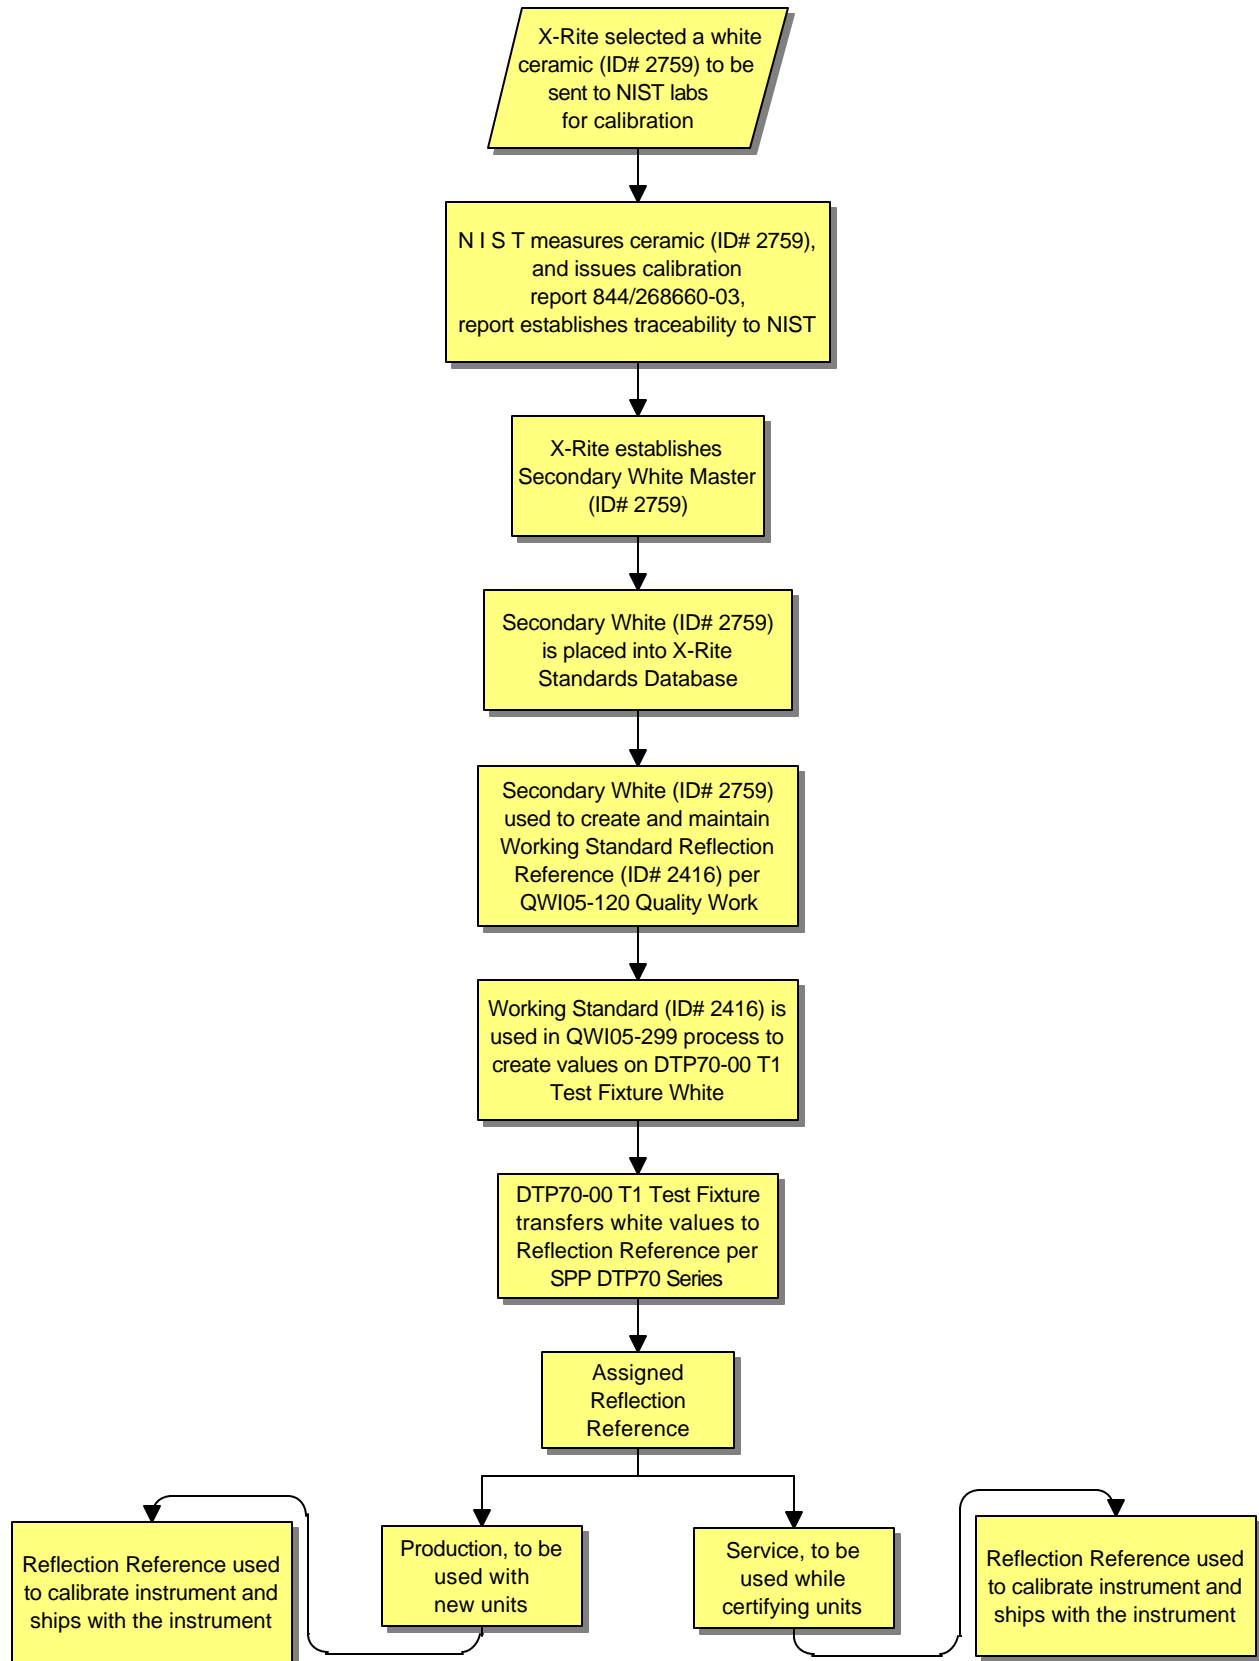 X-Rite selected a white
ceramic (ID# 2759) to be
sent to NIST labs
for calibration
N I S T measures ceramic (ID# 2759),
and issues calibration
report 844/268660-03,
report establishes traceability to NIST
X-Rite establishes
Secondary White Master
(ID# 2759)
Secondary White (ID# 2759)
is placed into X-Rite
Standards Database
Secondary White (ID# 2759)
used to create and maintain
Working Standard Reflection
Reference (ID# 2416) per
QWI05-120 Quality Work
Working Standard (ID# 2416) is
used in QWI05-299 process to
create values on DTP70-00 T1
Test Fixture White
DTP70-00 T1 Test Fixture
transfers white values to
Reflection Reference per
SPP DTP70 Series
Assigned
Reflection
Reference
Reflection Reference used
to calibrate instrument and
ships with the instrument
Production, to be
used with
new units
Service, to be
used while
certifying units
Reflection Reference used
to calibrate instrument and
ships with the instrument